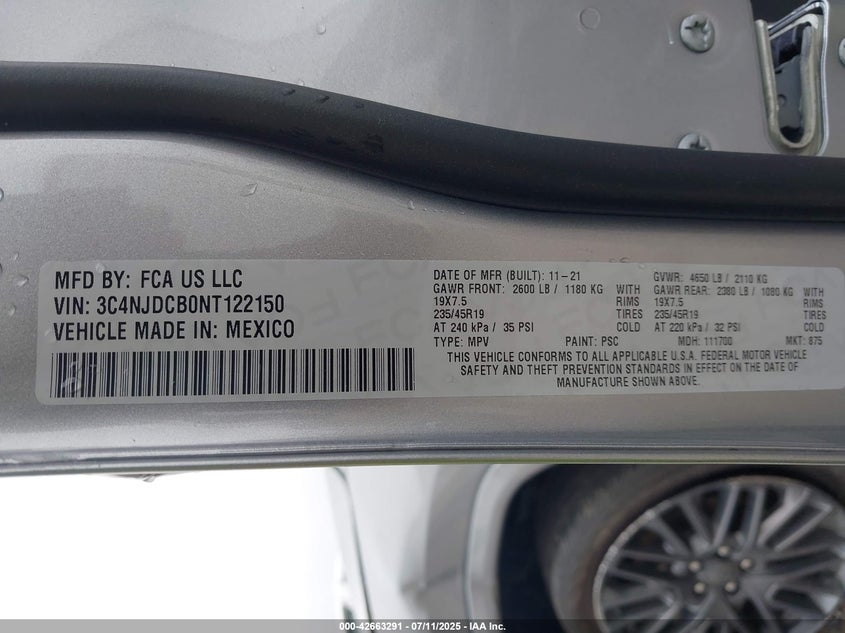 MFD BY: FCA US LLC
VIN: 3C4NJDCB0NT122150
VEHICLE MADE IN: MEXICO
DATE OF MFR (BUILT): 11-21 GVWR: 4650 LB / 2110 KG
GAWR FRONT: 2600 LB / 1180 KG WITH GAWR REAR: 2380 LB / 1080 KG WITH
19X7.5 RIMS 19X7.5 RIMS
235/45R19 TIRES 235/45R19 TIRES
AT 240 kPa / 35 PSI COLD AT 220 kPa / 32 PSI COLD
TYPE: MPV PAINT: PSC MDH: 111700 MKT: 875
THIS VEHICLE CONFORMS TO ALL APPLICABLE U.S.A. FEDERAL MOTOR VEHICLE
SAFETY AND THEFT PREVENTION STANDARDS IN EFFECT ON THE DATE OF
MANUFACTURE SHOWN ABOVE.
000-42663291 - 07/11/2025 - IAA Inc.